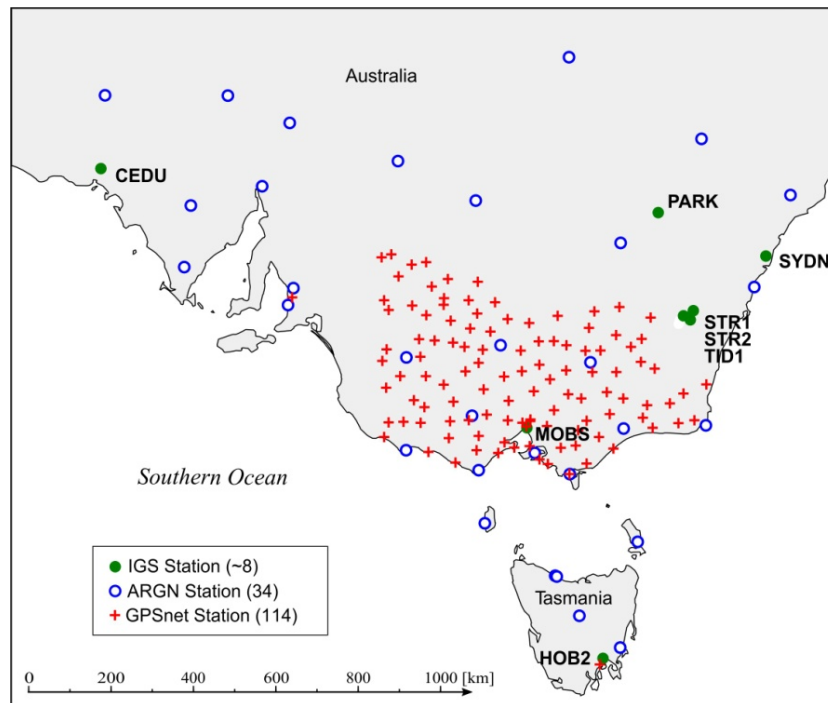 Australia
CEDU
PARK
SYDN
STR1
STR2
TID1
MOBS
Southern Ocean
IGS Station (~8)
ARGN Station (34)
GPSnet Station (114)
Tasmania
HOB2
0 200 400 600 800 1000 [km]